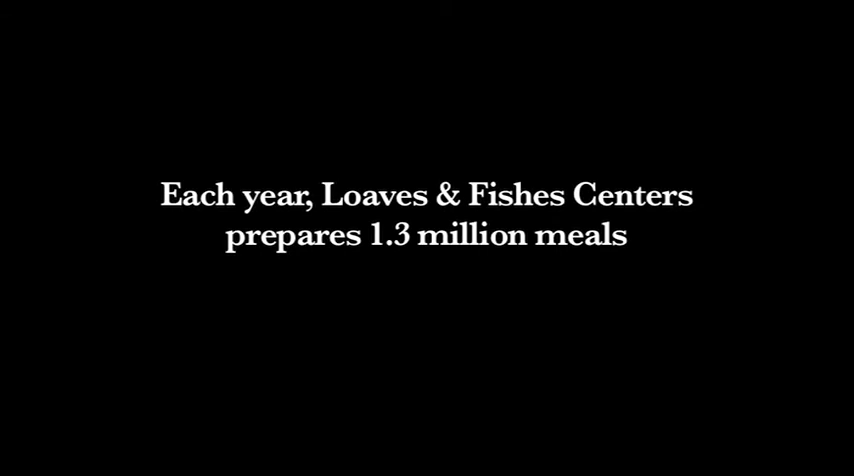 Each year, Loaves & Fishes Centers
prepares 1.3 million meals